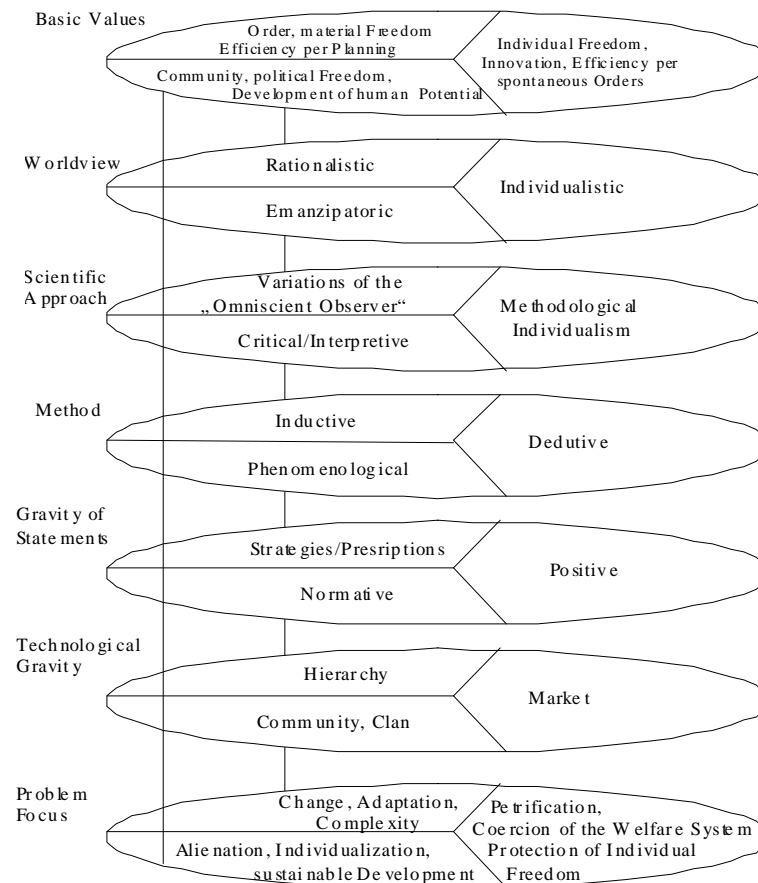 Basic Values
Order, material Freedom
Efficiency per Planning
Community, political Freedom,
Development of human Potential
Individual Freedom,
Innovation, Efficiency per
spontaneous Orders
Worldview
Rationalistic
Emanzipatoric
Individualistic
Scientific
Approach
Variations of the
„Omniscient Observer“
Critical/Interpretive
Methodological
Individualism
Method
Inductive
Phenomenological
Dedutive
Gravity of
Statements
Strategies/Presriptions
Normative
Positive
Technological
Gravity
Hierarchy
Community, Clan
Market
Problem
Focus
Change, Adaptation,
Complexity
Alienation, Individualization,
sustainable Development
Petrification,
Coercion of the Welfare System
Protection of Individual
Freedom